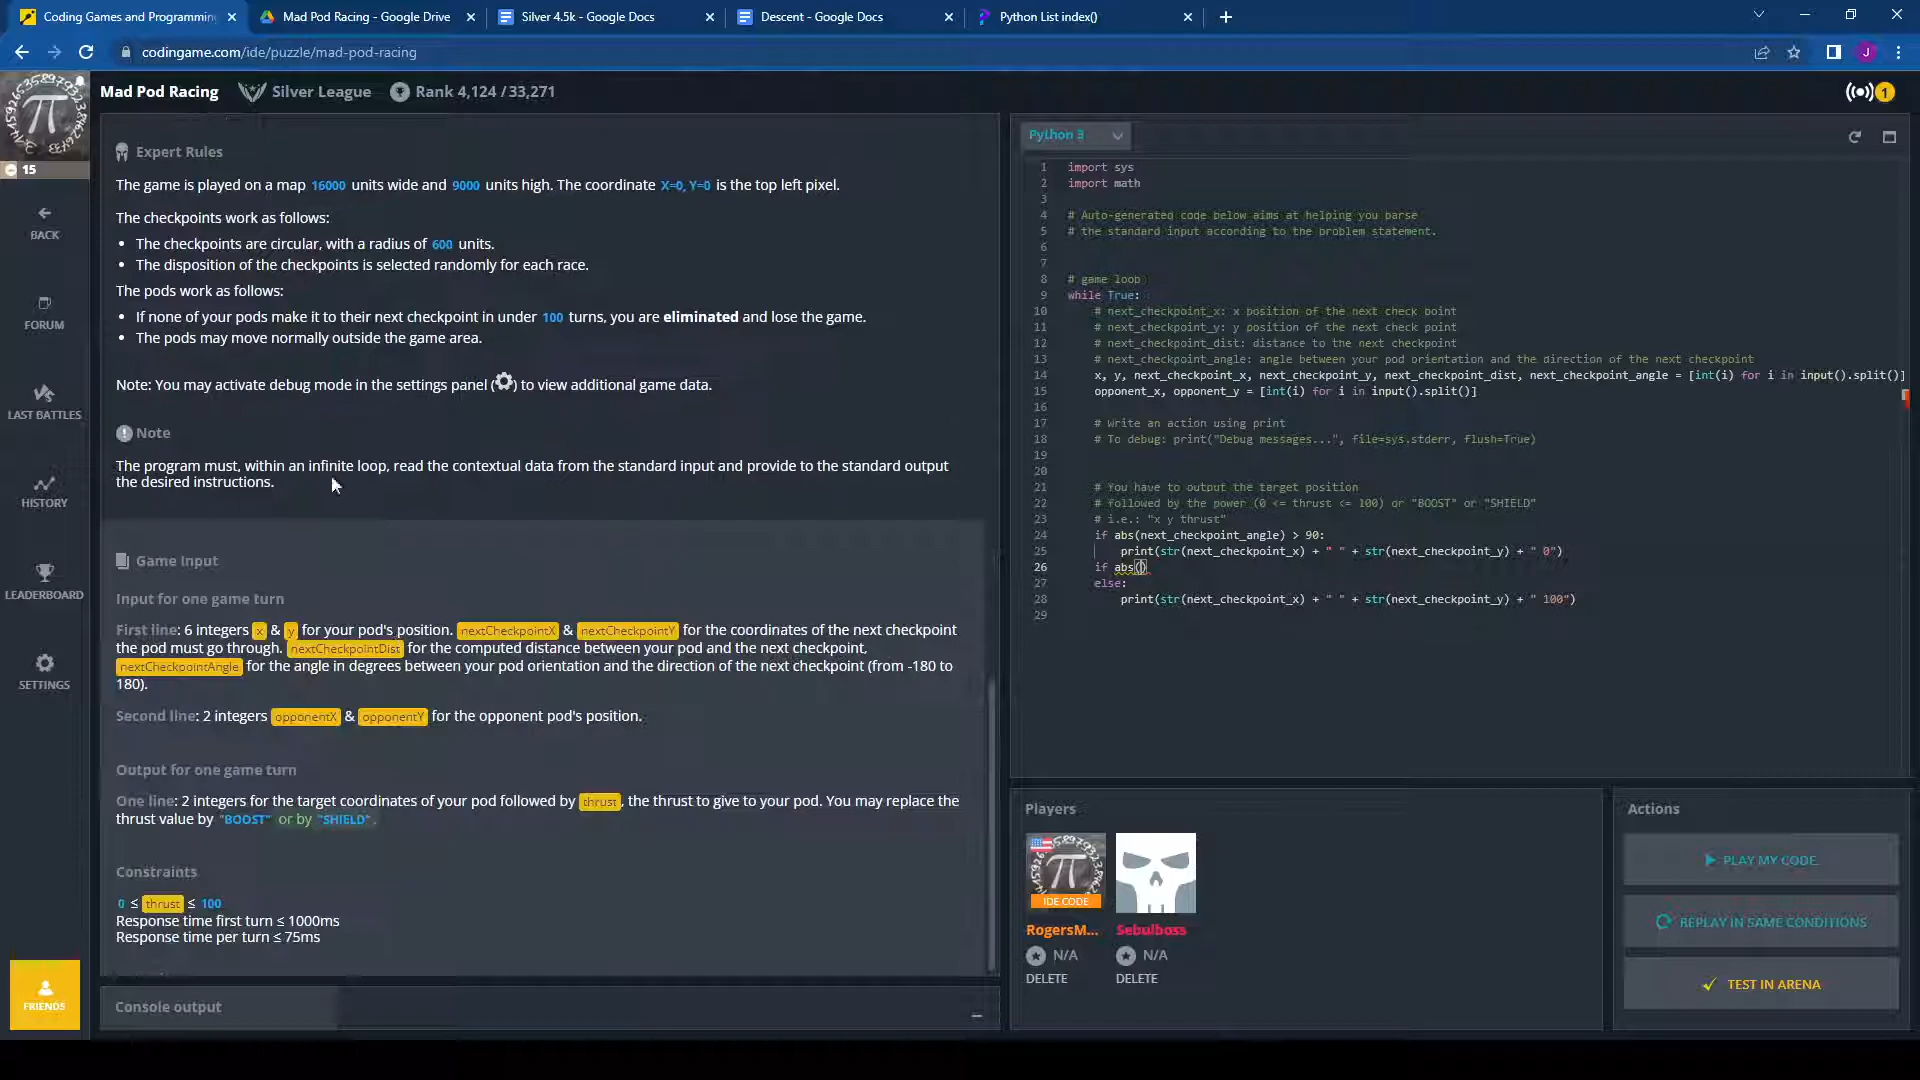 Coding Games and Programmin
Mad Pod Racing - Google Drive
Silver 4.5k - Google Docs
Descent - Google Docs
Python List index()
codingame.com/ide/puzzle/mad-pod-racing
J
Mad Pod Racing
Silver League
Rank 4,124 / 33,271
1
15
BACK
FORUM
LAST BATTLES
HISTORY
LEADERBOARD
SETTINGS
FRIENDS
Expert Rules
The game is played on a map 16000 units wide and 9000 units high. The coordinate X=0, Y=0 is the top left pixel.
The checkpoints work as follows:
• The checkpoints are circular, with a radius of 600 units.
• The disposition of the checkpoints is selected randomly for each race.
The pods work as follows:
• If none of your pods make it to their next checkpoint in under 100 turns, you are eliminated and lose the game.
• The pods may move normally outside the game area.
Note: You may activate debug mode in the settings panel ( ) to view additional game data.
Note
The program must, within an infinite loop, read the contextual data from the standard input and provide to the standard output
the desired instructions.
Game Input
Input for one game turn
First line: 6 integers x & y for your pod's position. nextCheckpointX & nextCheckpointY for the coordinates of the next checkpoint
the pod must go through. nextCheckpointDist for the computed distance between your pod and the next checkpoint,
nextCheckpointAngle for the angle in degrees between your pod orientation and the direction of the next checkpoint (from -180 to
180).
Second line: 2 integers opponentX & opponentY for the opponent pod's position.
Output for one game turn
One line: 2 integers for the target coordinates of your pod followed by thrust, the thrust to give to your pod. You may replace the
thrust value by "BOOST" or by "SHIELD".
Constraints
0 ≤ thrust ≤ 100
Response time first turn ≤ 1000ms
Response time per turn ≤ 75ms
Console output
Python 3
1 import sys
2 import math
3
4 # Auto-generated code below aims at helping you parse
5 # the standard input according to the problem statement.
6
7
8 # game loop
9 while True:
10 # next_checkpoint_x: x position of the next check point
11 # next_checkpoint_y: y position of the next check point
12 # next_checkpoint_dist: distance to the next checkpoint
13 # next_checkpoint_angle: angle between your pod orientation and the direction of the next checkpoint
14 x, y, next_checkpoint_x, next_checkpoint_y, next_checkpoint_dist, next_checkpoint_angle = [int(i) for i in input().split()]
15 opponent_x, opponent_y = [int(i) for i in input().split()]
16
17 # Write an action using print
18 # To debug: print("Debug messages...", file=sys.stderr, flush=True)
19
20
21 # You have to output the target position
22 # followed by the power (0 <= thrust <= 100) or "BOOST" or "SHIELD"
23 # i.e.: "x y thrust"
24 if abs(next_checkpoint_angle) > 90:
25 print(str(next_checkpoint_x) + " " + str(next_checkpoint_y) + " 0")
26 if abs()
27 else:
28 print(str(next_checkpoint_x) + " " + str(next_checkpoint_y) + " 100")
29
Players
IDE CODE
RogersM...
N/A
DELETE
Sebulboss
N/A
DELETE
Actions
PLAY MY CODE
REPLAY IN SAME CONDITIONS
TEST IN ARENA